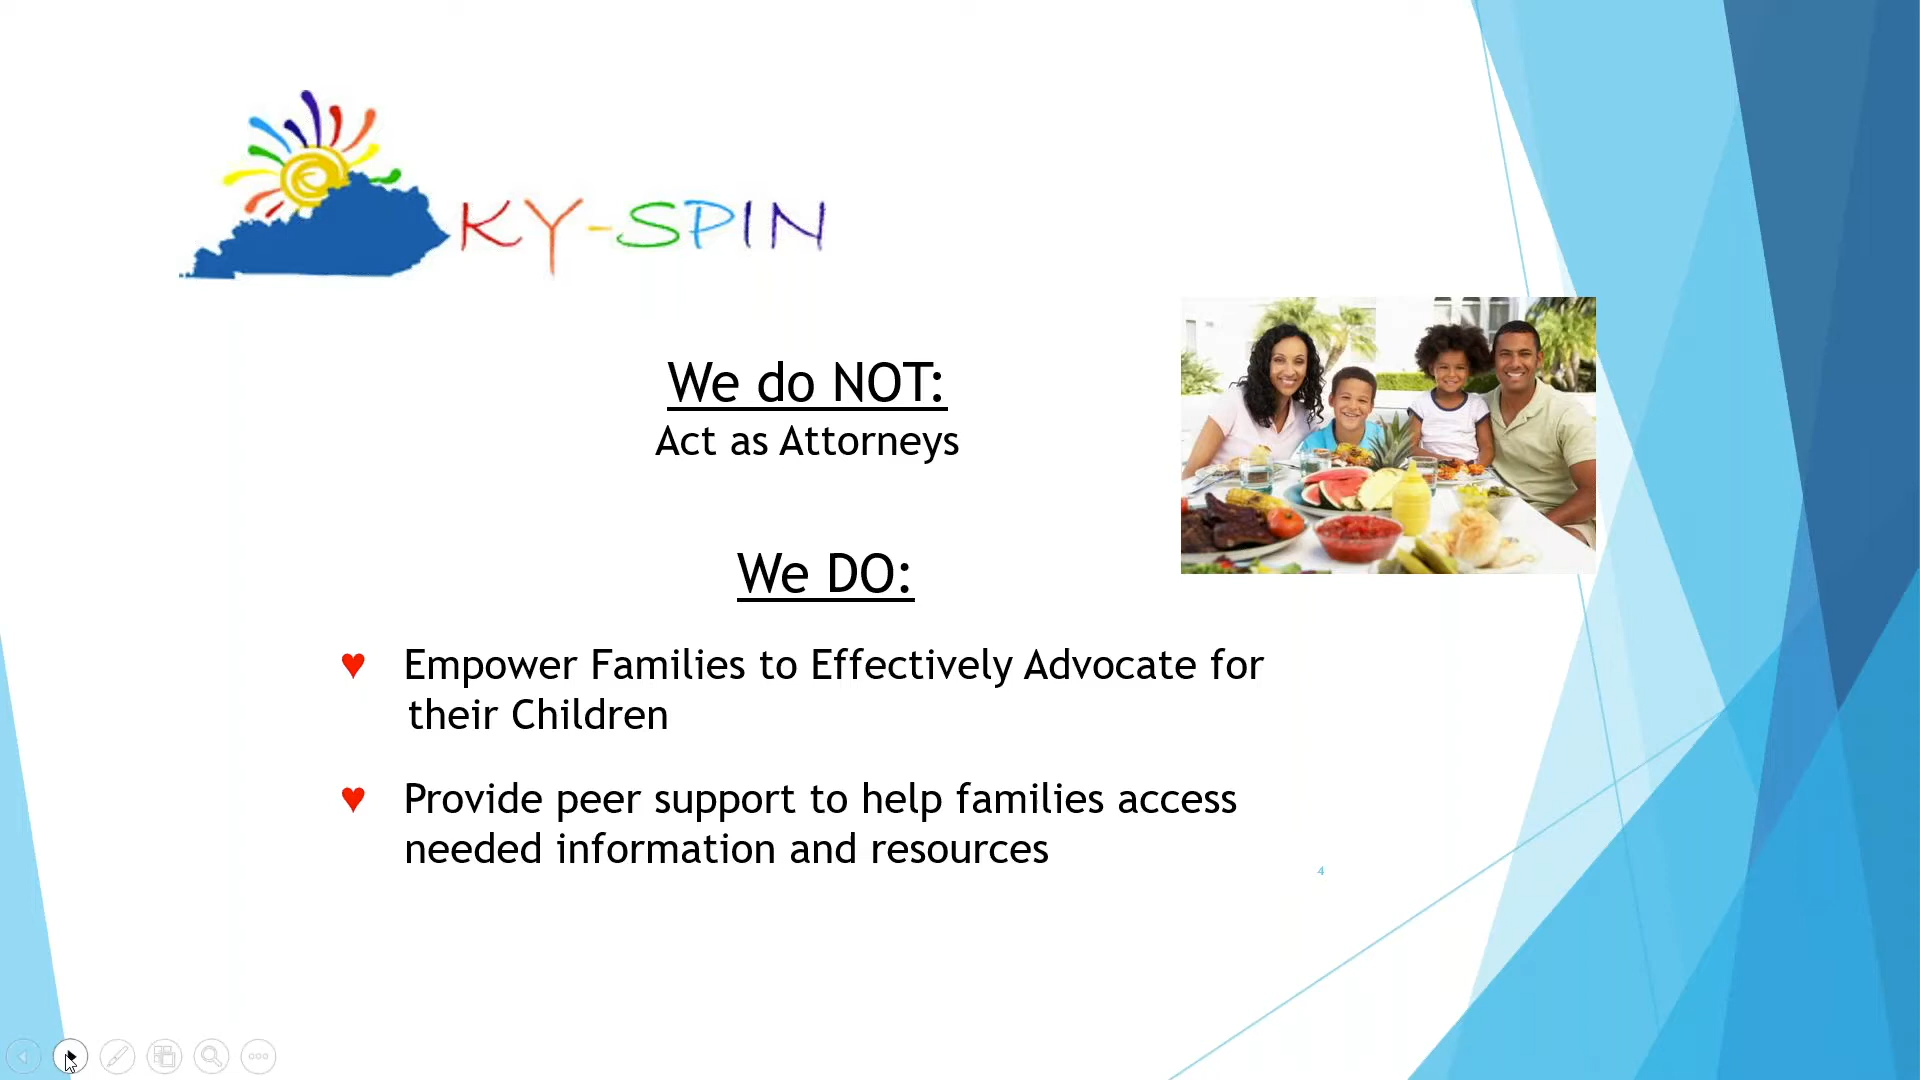 KY-SPIN
We do NOT:
Act as Attorneys
We DO:
♥ Empower Families to Effectively Advocate for
their Children
♥ Provide peer support to help families access
needed information and resources
4